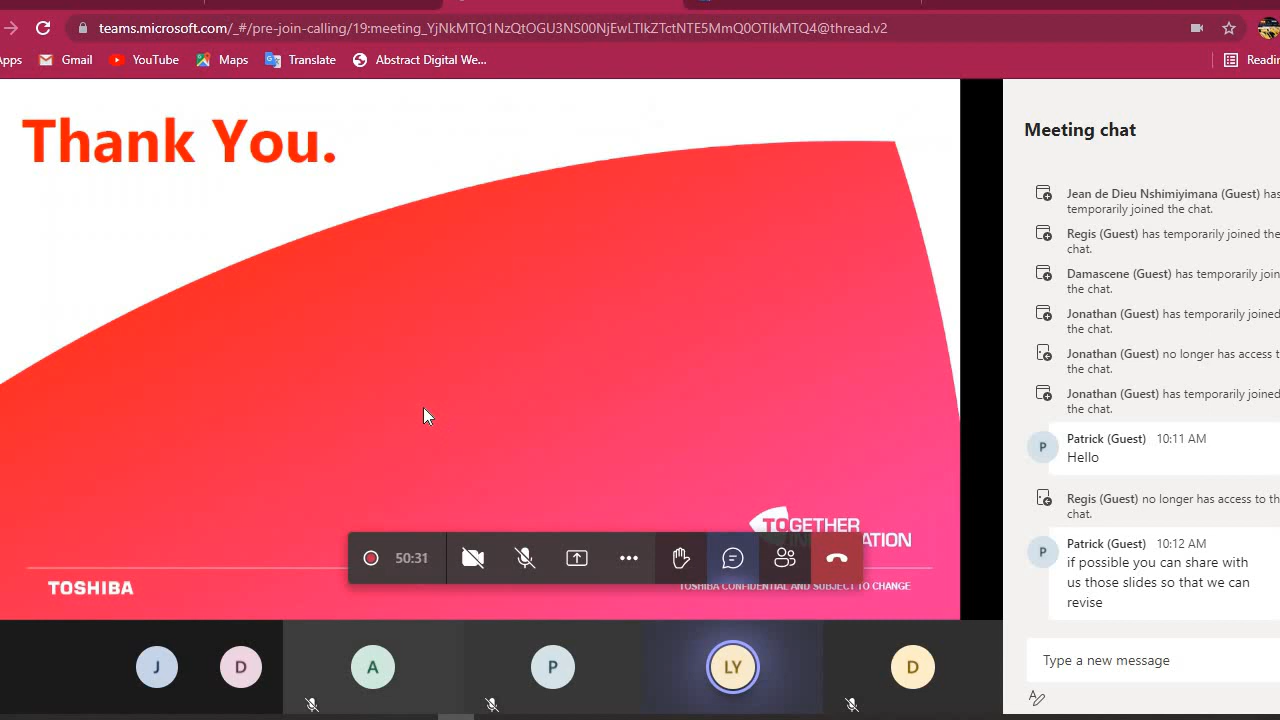 teams.microsoft.com/_#/pre-join-calling/19:meeting_YjNkMTQ1NzQtOGU3NS00NjEwLTlkZTctNTE5MmQ0OTlkMTQ4@thread.v2
Apps Gmail YouTube Maps Translate Abstract Digital We... Readin
Thank You.
TOGETHER
INATION
50:31
TOSHIBA
TOSHIBA CONFIDENTIAL AND SUBJECT TO CHANGE
J D A P LY D
Meeting chat
Jean de Dieu Nshimiyimana (Guest) has
temporarily joined the chat.
Regis (Guest) has temporarily joined the
chat.
Damascene (Guest) has temporarily join
the chat.
Jonathan (Guest) has temporarily joined
the chat.
Jonathan (Guest) no longer has access t
the chat.
Jonathan (Guest) has temporarily joined
the chat.
P Patrick (Guest) 10:11 AM
Hello
Regis (Guest) no longer has access to th
chat.
P Patrick (Guest) 10:12 AM
if possible you can share with
us those slides so that we can
revise
Type a new message